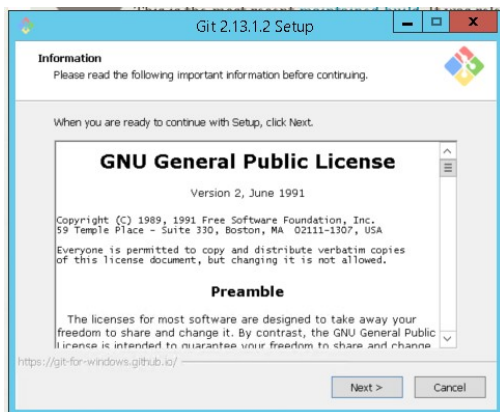 Git 2.13.1.2 Setup
Information
Please read the following important information before continuing.
When you are ready to continue with Setup, click Next.
GNU General Public License
Version 2, June 1991
Copyright (C) 1989, 1991 Free Software Foundation, Inc.
59 Temple Place - Suite 330, Boston, MA  02111-1307, USA
Everyone is permitted to copy and distribute verbatim copies
of this license document, but changing it is not allowed.
Preamble
The licenses for most software are designed to take away your
freedom to share and change it. By contrast, the GNU General Public
License is intended to guarantee your freedom to share and change
https://git-for-windows.github.io/
Next >
Cancel